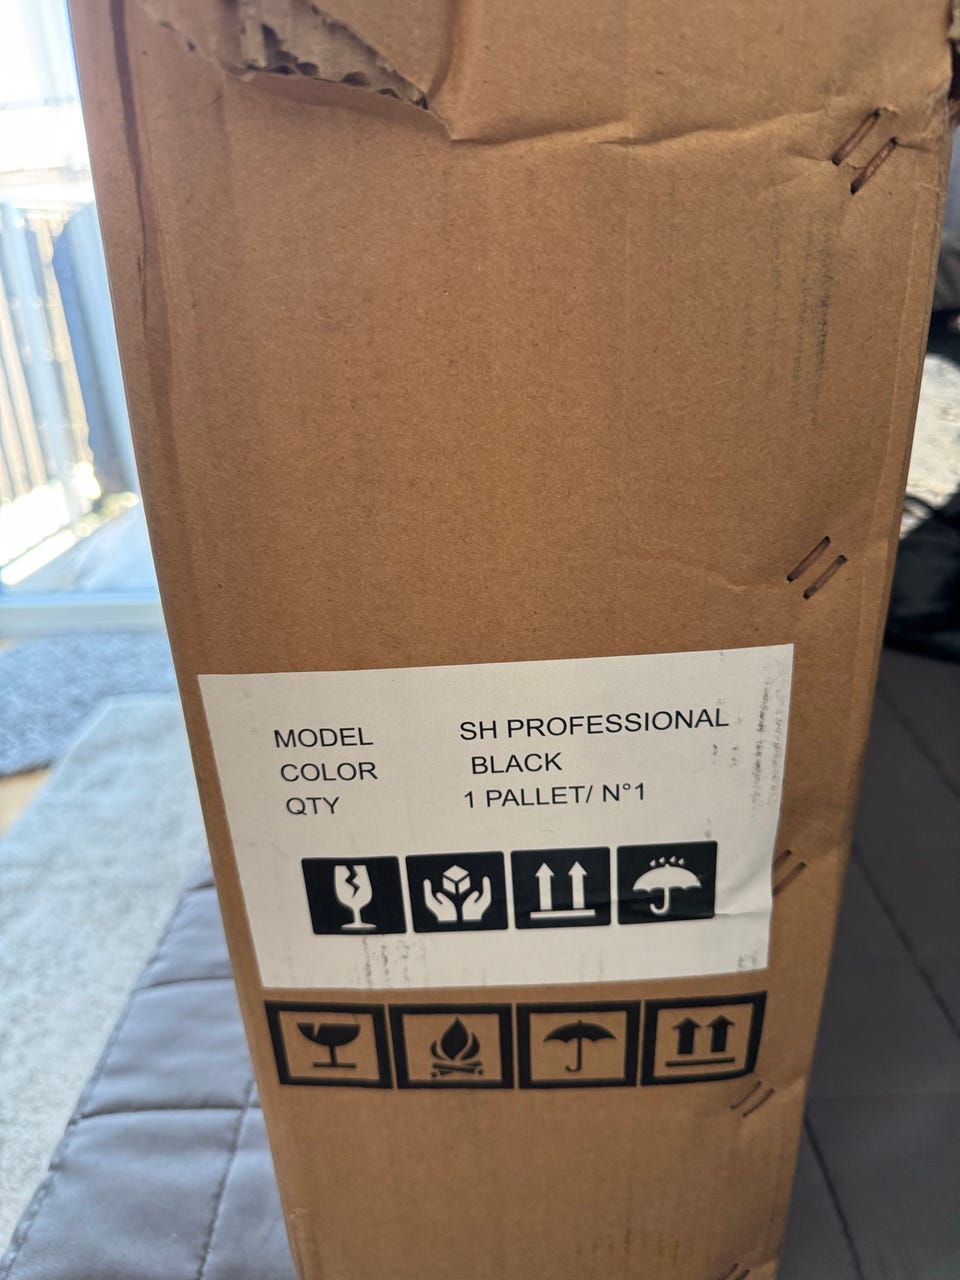 MODEL SH PROFESSIONAL
COLOR BLACK
QTY 1 PALLET/ N°1